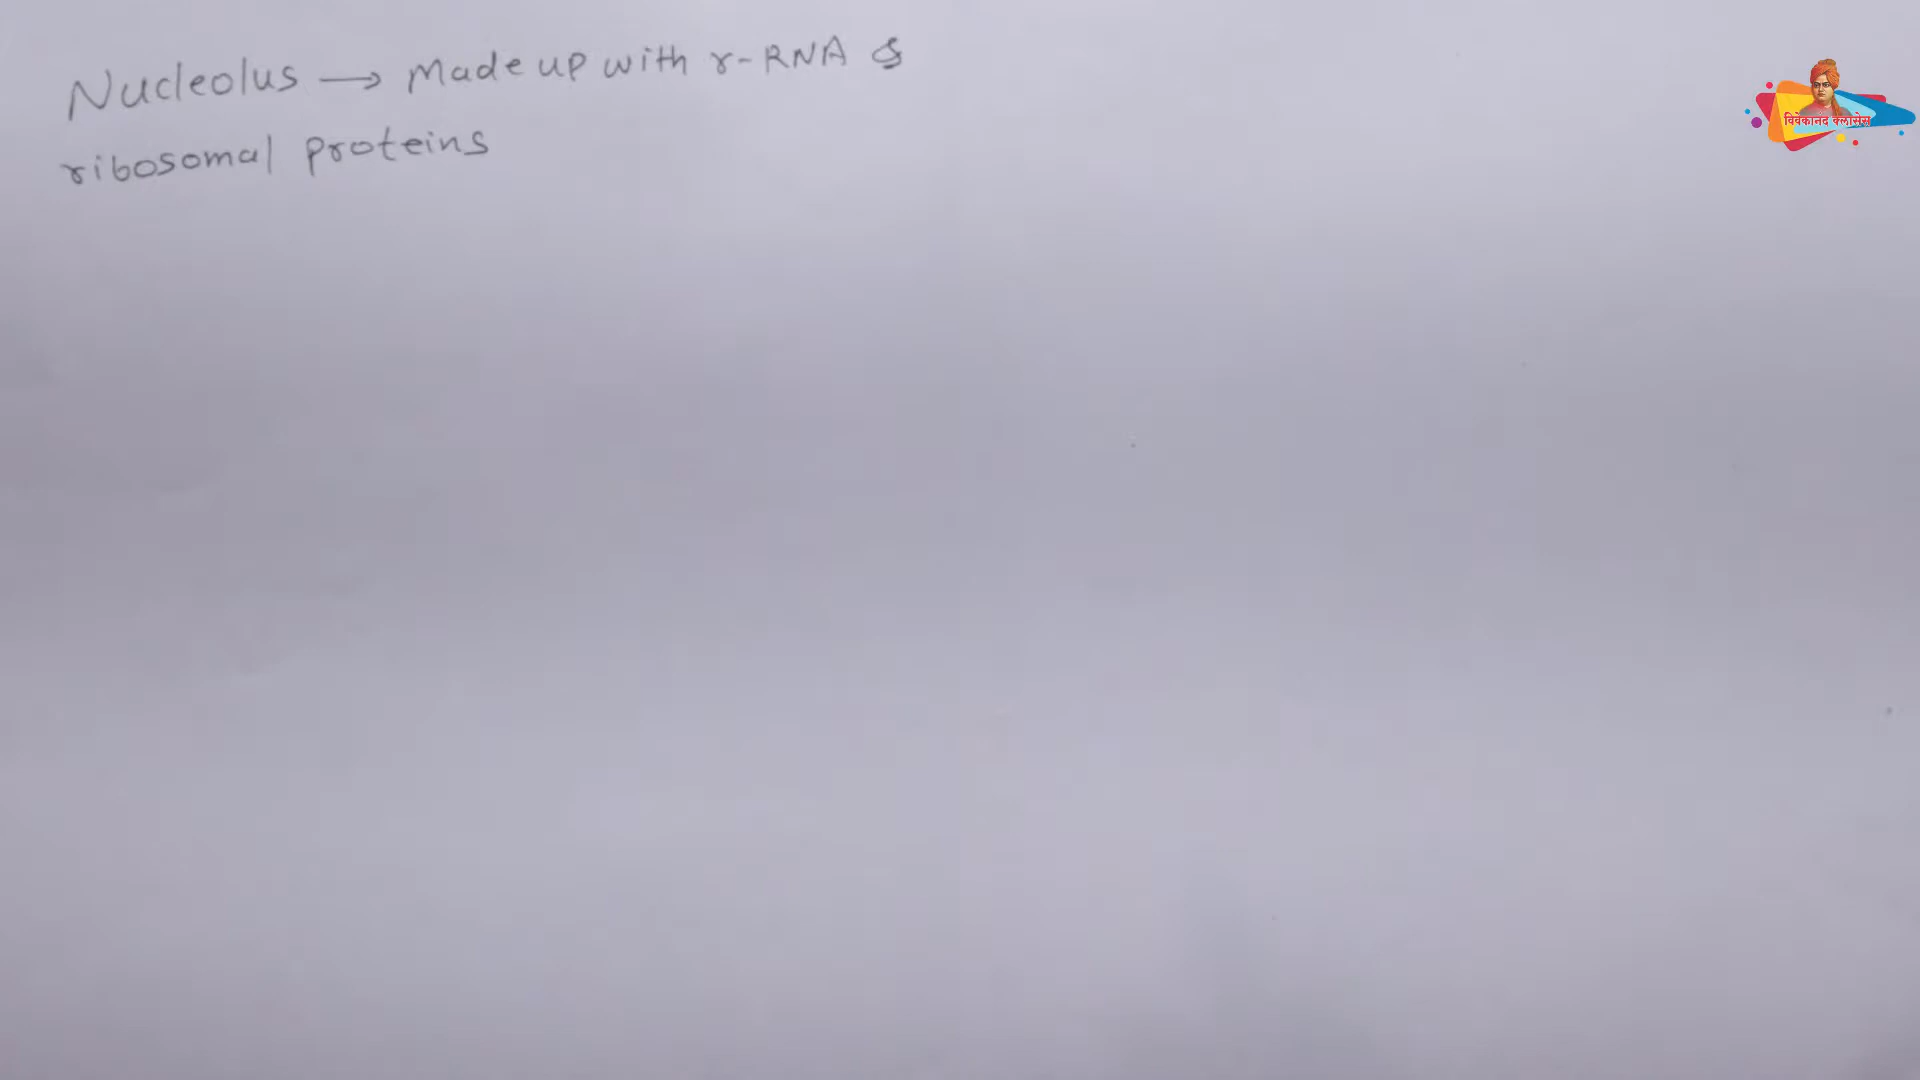 Nucleolus → Made up with r-RNA &
ribosomal proteins
विवेकानंद क्लासेस